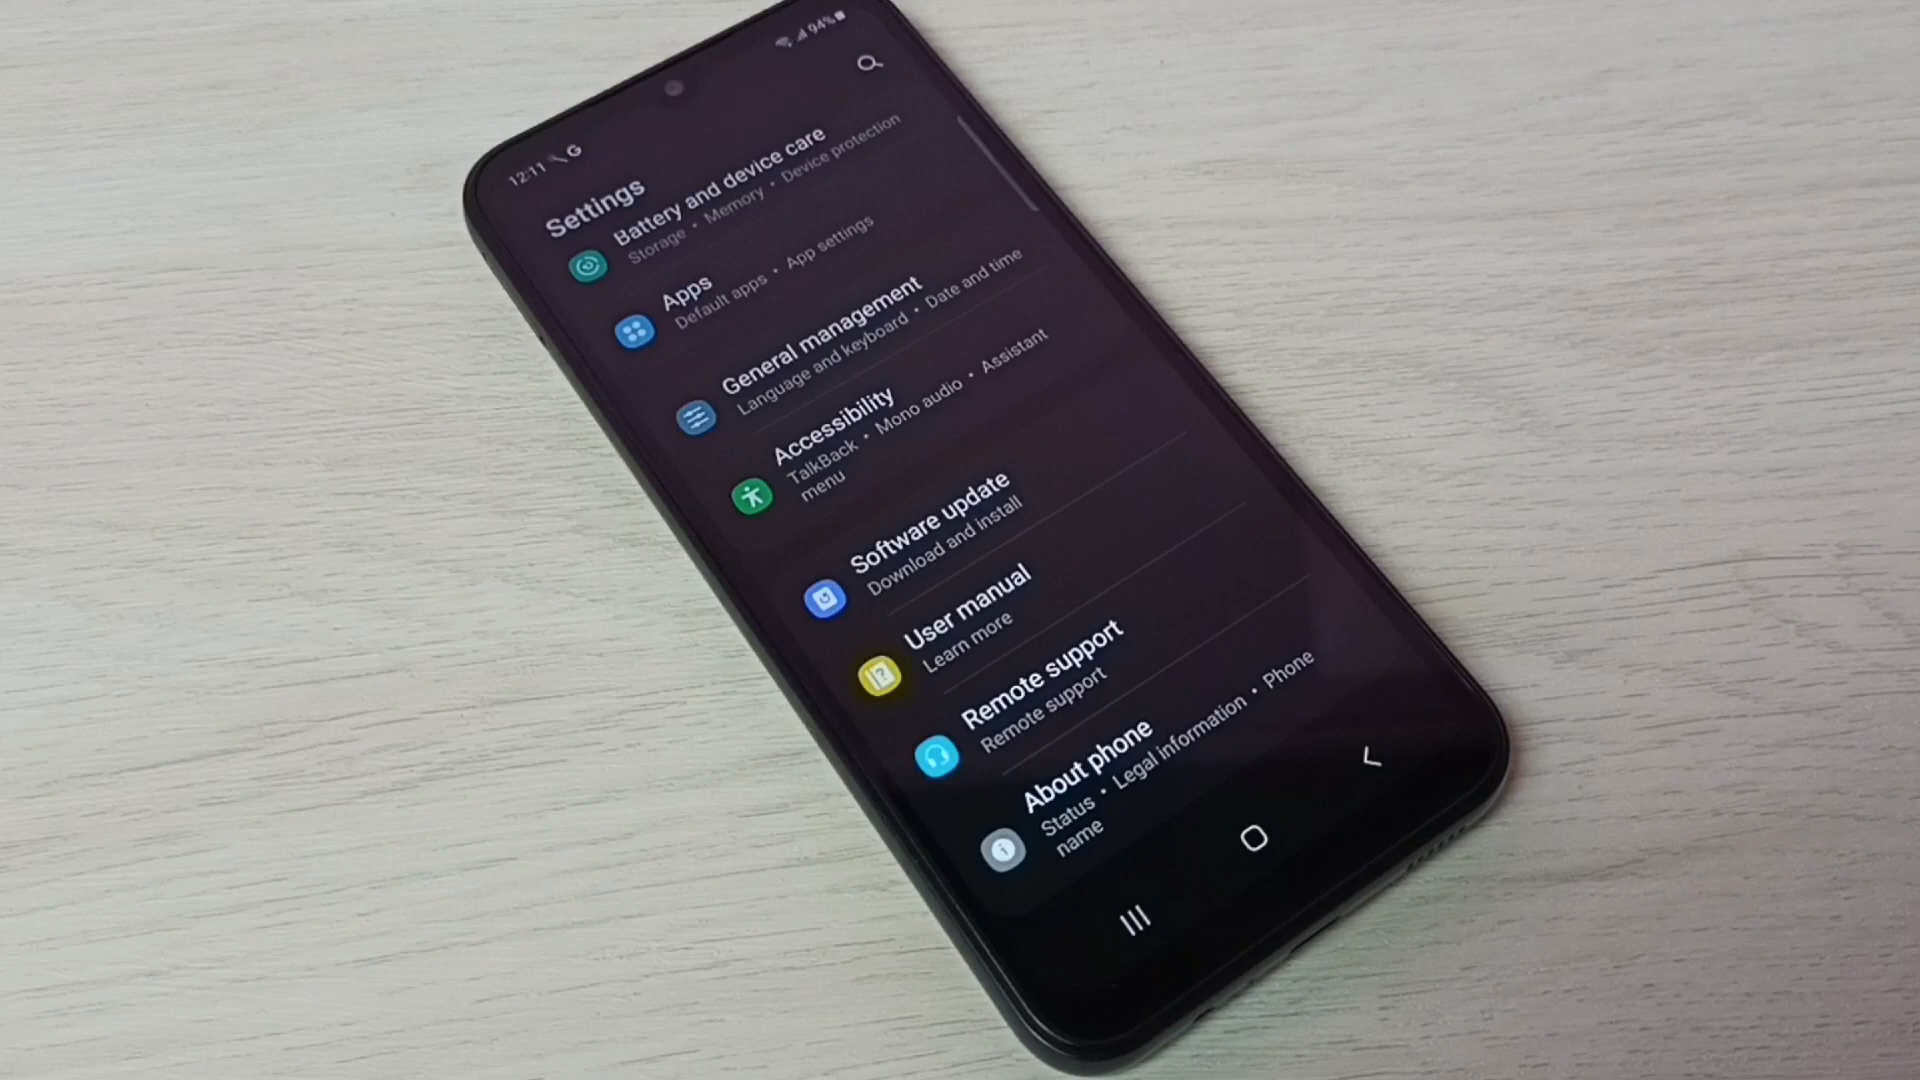 12:11 G
94%
Settings
Battery and device care
Storage • Memory • Device protection
Apps
Default apps • App settings
General management
Language and keyboard • Date and time
Accessibility
TalkBack • Mono audio • Assistant
menu
Software update
Download and install
User manual
Learn more
Remote support
Remote support
About phone
Status • Legal information • Phone
name